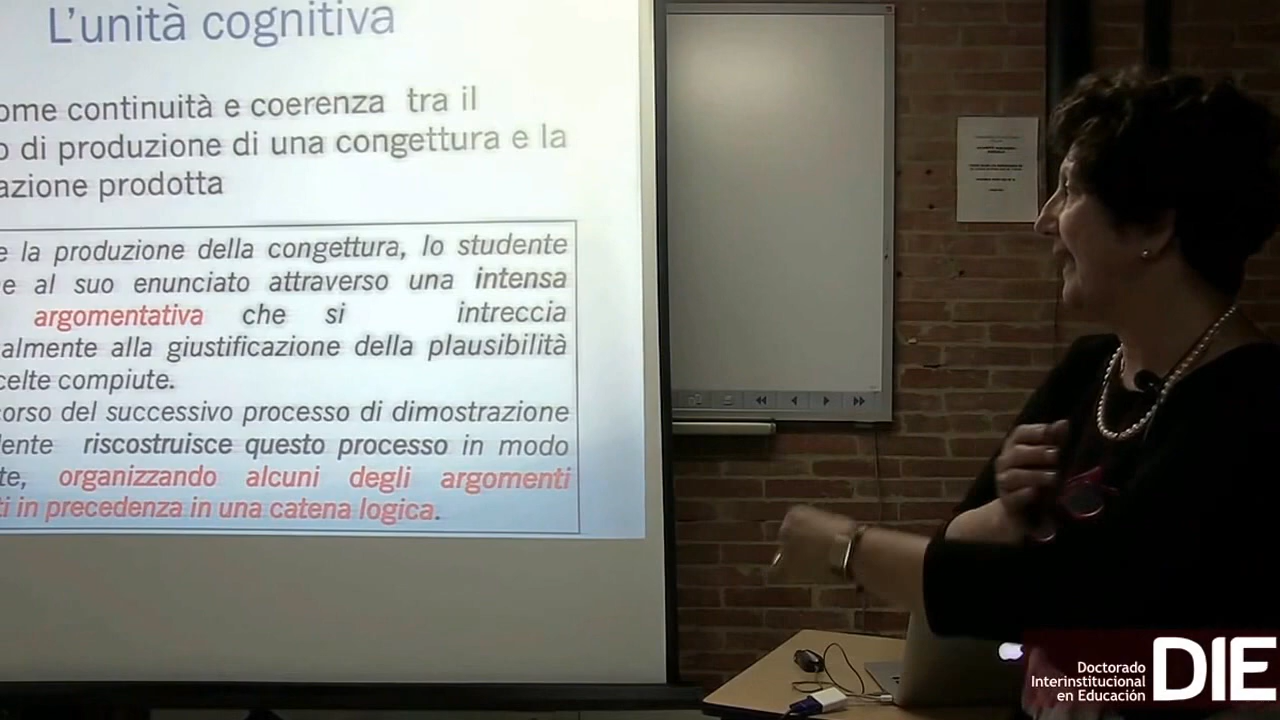 L'unità cognitiva
ome continuità e coerenza tra il
o di produzione di una congettura e la
azione prodotta
e la produzione della congettura, lo studente
e al suo enunciato attraverso una intensa
argomentativa che si intreccia
almente alla giustificazione della plausibilità
celte compiute.
corso del successivo processo di dimostrazione
dente riscostruisce questo processo in modo
te, organizzando alcuni degli argomenti
ti in precedenza in una catena logica.
Doctorado
Interinstitucional
en Educación
DIE